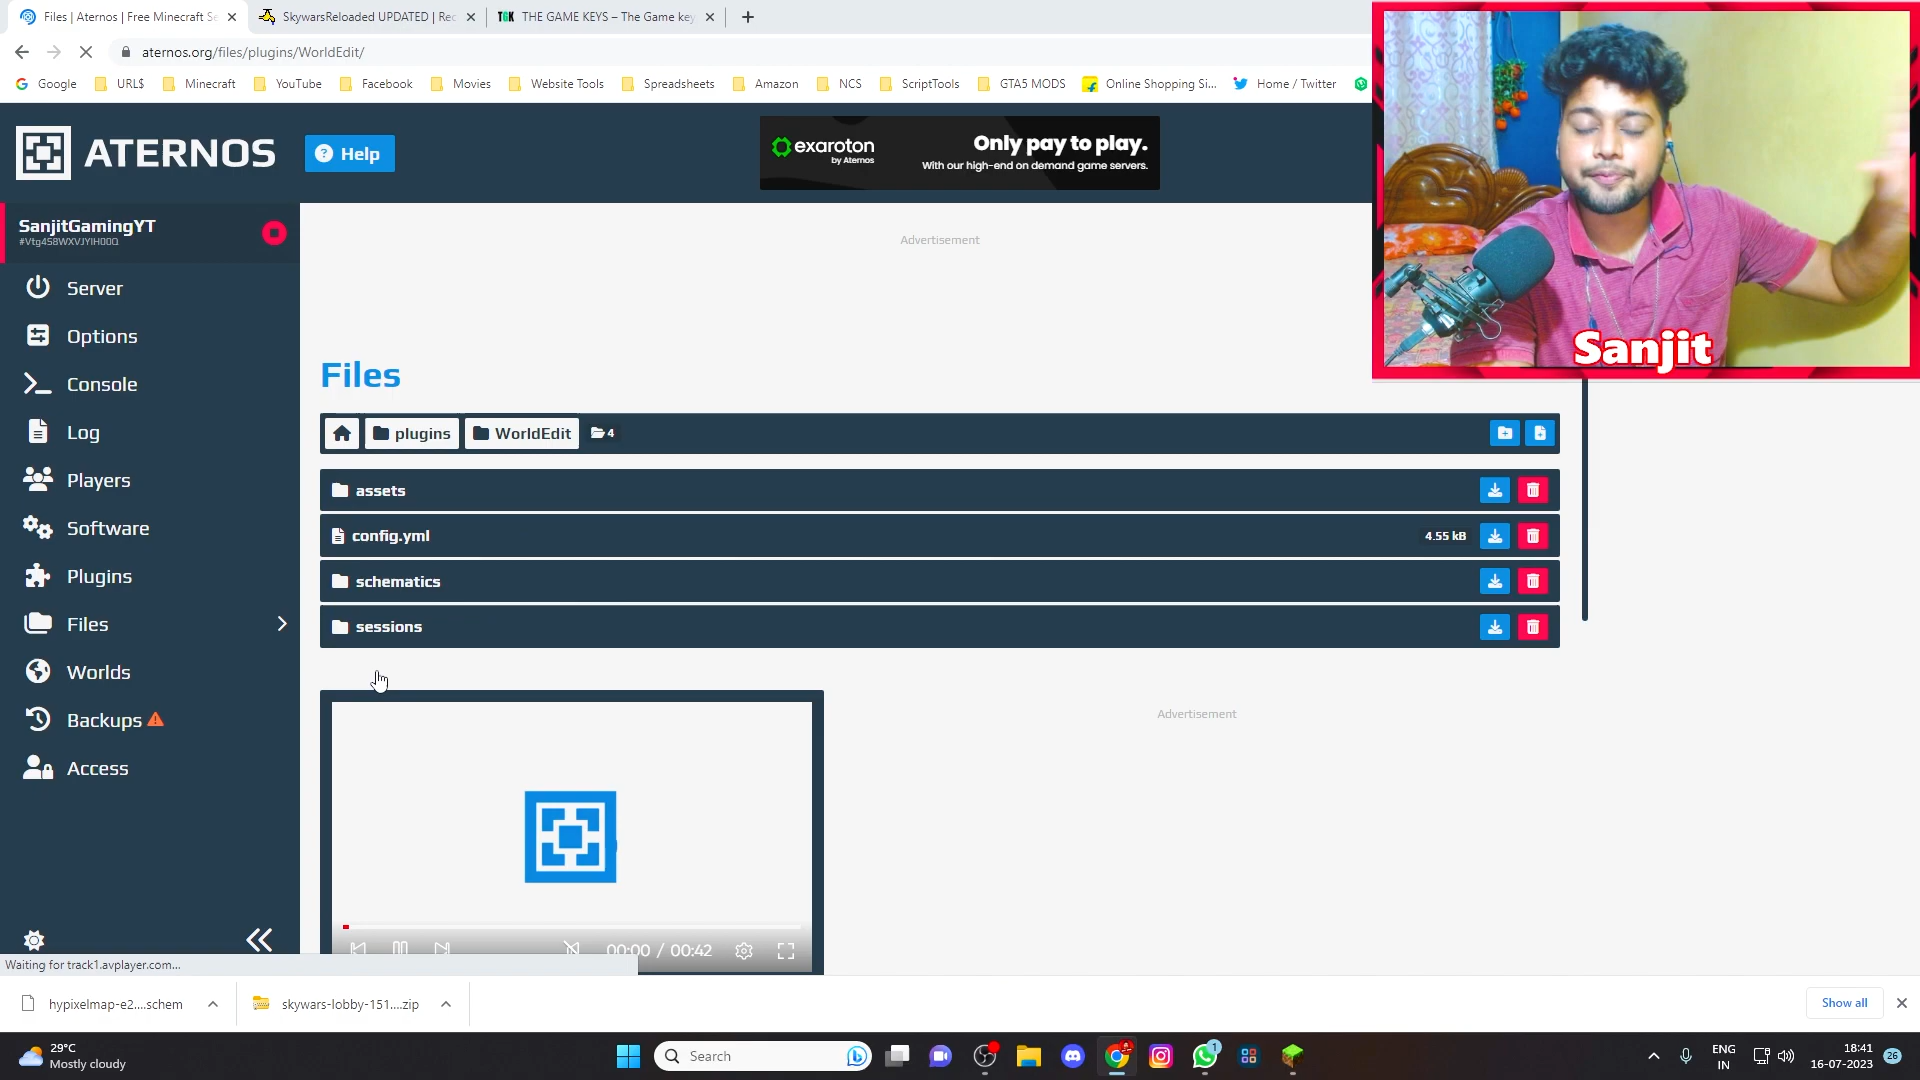 Files | Aternos | Free Minecraft Se
SkywarsReloaded UPDATED | Rec
TGK THE GAME KEYS – The Game key
aternos.org/files/plugins/WorldEdit/
Google
URL$
Minecraft
YouTube
Facebook
Movies
Website Tools
Spreadsheets
Amazon
NCS
ScriptTools
GTA5 MODS
Online Shopping Si...
Home / Twitter
ATERNOS
Help
exaroton
by Aternos
Only pay to play.
With our high-end on demand game servers.
SanjitGamingYT
Advertisement
Server
Options
Console
Log
Players
Software
Plugins
Files
Worlds
Backups
Access
Sanjit
Files
plugins
WorldEdit
4
assets
config.yml
4.55 kB
schematics
sessions
Advertisement
00:00 / 00:42
Waiting for track1.avplayer.com...
hypixelmap-e2....schem
skywars-lobby-151....zip
Show all
29°C
Mostly cloudy
Search
1
ENG
IN
18:41
16-07-2023
26